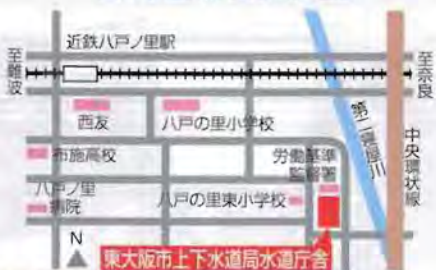 近鉄八戸ノ里駅
至難波
至奈良
西友
八戸の里小学校
第二寝屋川
中央環状線
布施高校
労働基準
監督署
八戸ノ里
病院
八戸の里東小学校
N
東大阪市上下水道局水道庁舎